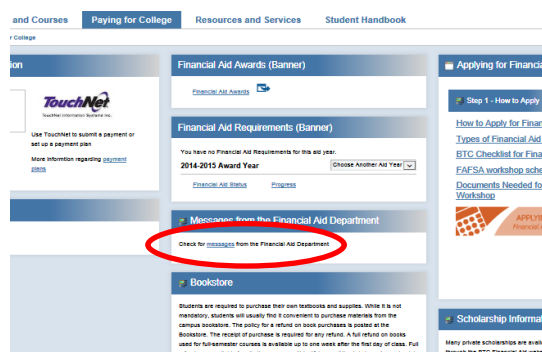 and Courses
Paying for College
Resources and Services
Student Handbook
r College
ion
TouchNet
TouchNet Information Systems Inc.
Use TouchNet to submit a payment or
set up a payment plan
More informtion regarding payment
plans
Financial Aid Awards (Banner)
Financial Aid Awards
Financial Aid Requirements (Banner)
You have no Financial Aid Requirements for this aid year.
2014-2015 Award Year
Choose Another Aid Year
Financial Aid Status
Progress
Messages from the Financial Aid Department
Check for messages from the Financial Aid Department
Bookstore
Students are required to purchase their own textbooks and supplies. While it is not
mandatory, students will usually find it convenient to purchase materials from the
campus bookstore. The policy for a refund on book purchases is posted at the
Bookstore. The receipt of purchase is required for any refund. A full refund on books
used for full-semester courses is available up to one week after the first day of class. Full
Applying for Financia
Step 1 - How to Apply
How to Apply for Finan
Types of Financial Aid
BTC Checklist for Fina
FAFSA workshop sche
Documents Needed fo
Workshop
APPLYI
Financial A
Scholarship Informat
Many private scholarships are avail